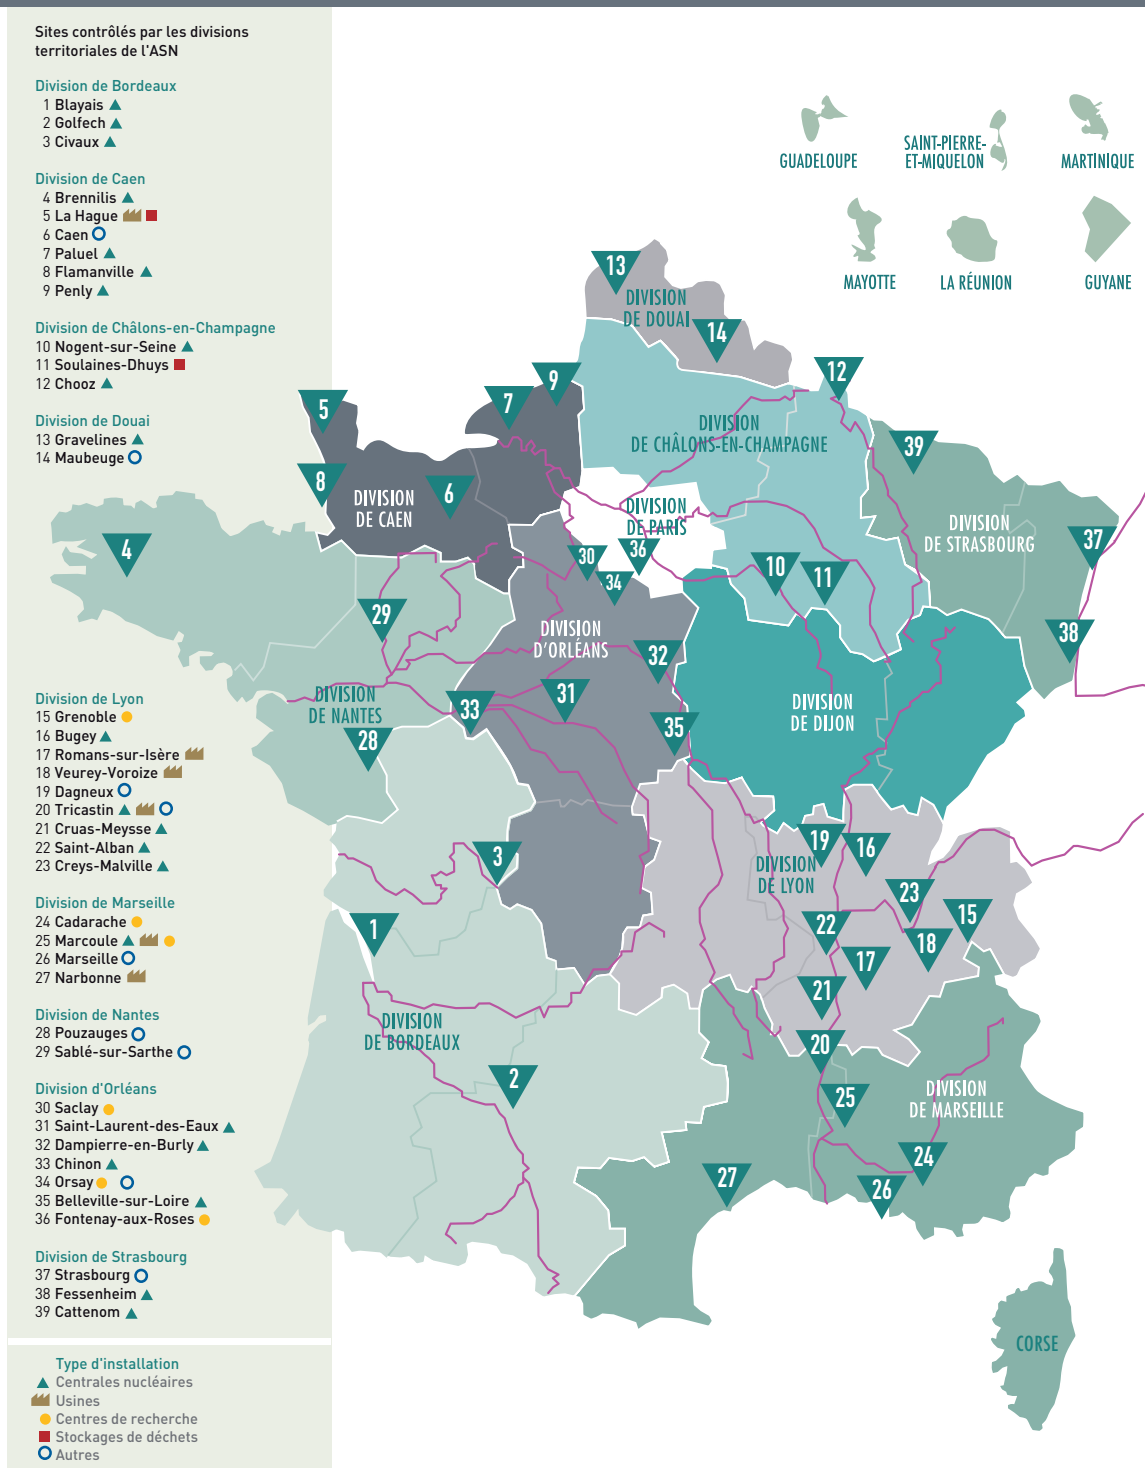 Sites contrôlés par les divisions
territoriales de l'ASN
Division de Bordeaux
1 Blayais
2 Golfech
3 Civaux
Division de Caen
4 Brennilis
5 La Hague
6 Caen
7 Paluel
8 Flamanville
9 Penly
Division de Châlons-en-Champagne
10 Nogent-sur-Seine
11 Soulaines-Dhuys
12 Chooz
Division de Douai
13 Gravelines
14 Maubeuge
Division de Lyon
15 Grenoble
16 Bugey
17 Romans-sur-Isère
18 Veurey-Voroize
19 Dagneux
20 Tricastin
21 Cruas-Meysse
22 Saint-Alban
23 Creys-Malville
Division de Marseille
24 Cadarache
25 Marcoule
26 Marseille
27 Narbonne
Division de Nantes
28 Pouzauges
29 Sablé-sur-Sarthe
Division d'Orléans
30 Saclay
31 Saint-Laurent-des-Eaux
32 Dampierre-en-Burly
33 Chinon
34 Orsay
35 Belleville-sur-Loire
36 Fontenay-aux-Roses
Division de Strasbourg
37 Strasbourg
38 Fessenheim
39 Cattenom
Type d'installation
Centrales nucléaires
Usines
Centres de recherche
Stockages de déchets
Autres
GUADELOUPE
SAINT-PIERRE-
ET-MIQUELON
MARTINIQUE
MAYOTTE
LA RÉUNION
GUYANE
13
DIVISION
DE DOUAI
14
12
9
7
5
DIVISION
DE CHÂLONS-EN-CHAMPAGNE
39
8
6
DIVISION
DE CAEN
DIVISION
DE PARIS
DIVISION
DE STRASBOURG
37
4
30
36
34
10
11
29
DIVISION
D'ORLÉANS
38
32
31
33
DIVISION
DE NANTES
DIVISION
DE DIJON
35
28
19
16
3
DIVISION
DE LYON
23
15
1
22
18
17
21
DIVISION
DE BORDEAUX
20
2
25
DIVISION
DE MARSEILLE
24
27
26
CORSE